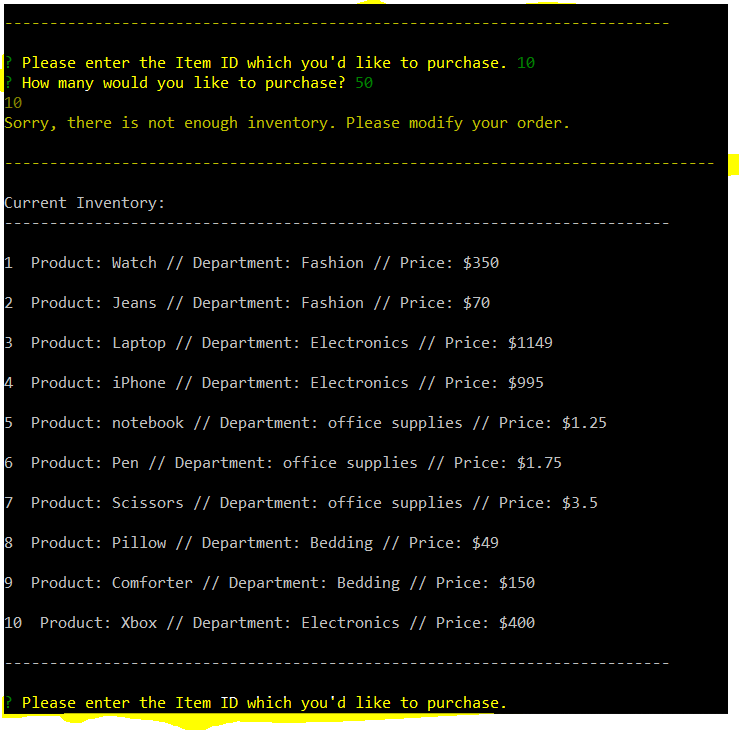 --------------------------------------------------------------------------
? Please enter the Item ID which you'd like to purchase. 10
? How many would you like to purchase? 50
10
Sorry, there is not enough inventory. Please modify your order.
-------------------------------------------------------------------------------
Current Inventory:
--------------------------------------------------------------------------
1  Product: Watch // Department: Fashion // Price: $350
2  Product: Jeans // Department: Fashion // Price: $70
3  Product: Laptop // Department: Electronics // Price: $1149
4  Product: iPhone // Department: Electronics // Price: $995
5  Product: notebook // Department: office supplies // Price: $1.25
6  Product: Pen // Department: office supplies // Price: $1.75
7  Product: Scissors // Department: office supplies // Price: $3.5
8  Product: Pillow // Department: Bedding // Price: $49
9  Product: Comforter // Department: Bedding // Price: $150
10  Product: Xbox // Department: Electronics // Price: $400
--------------------------------------------------------------------------
? Please enter the Item ID which you'd like to purchase.